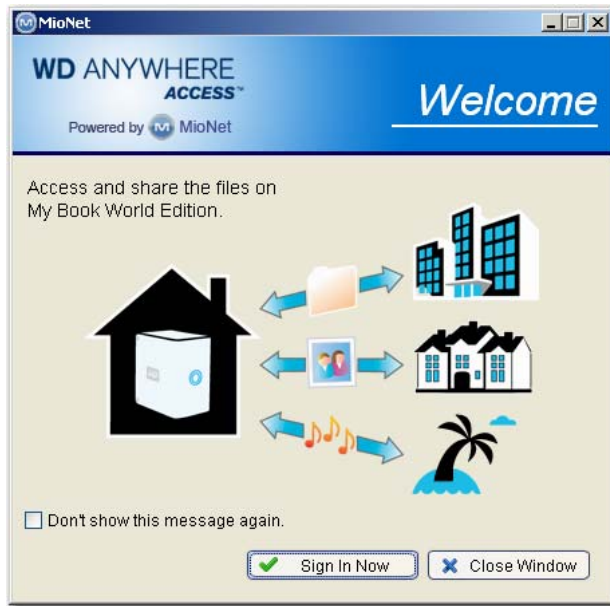 MioNet
WD ANYWHERE
ACCESS™
Powered by MioNet
Welcome
Access and share the files on
My Book World Edition.
Don't show this message again.
Sign In Now
Close Window